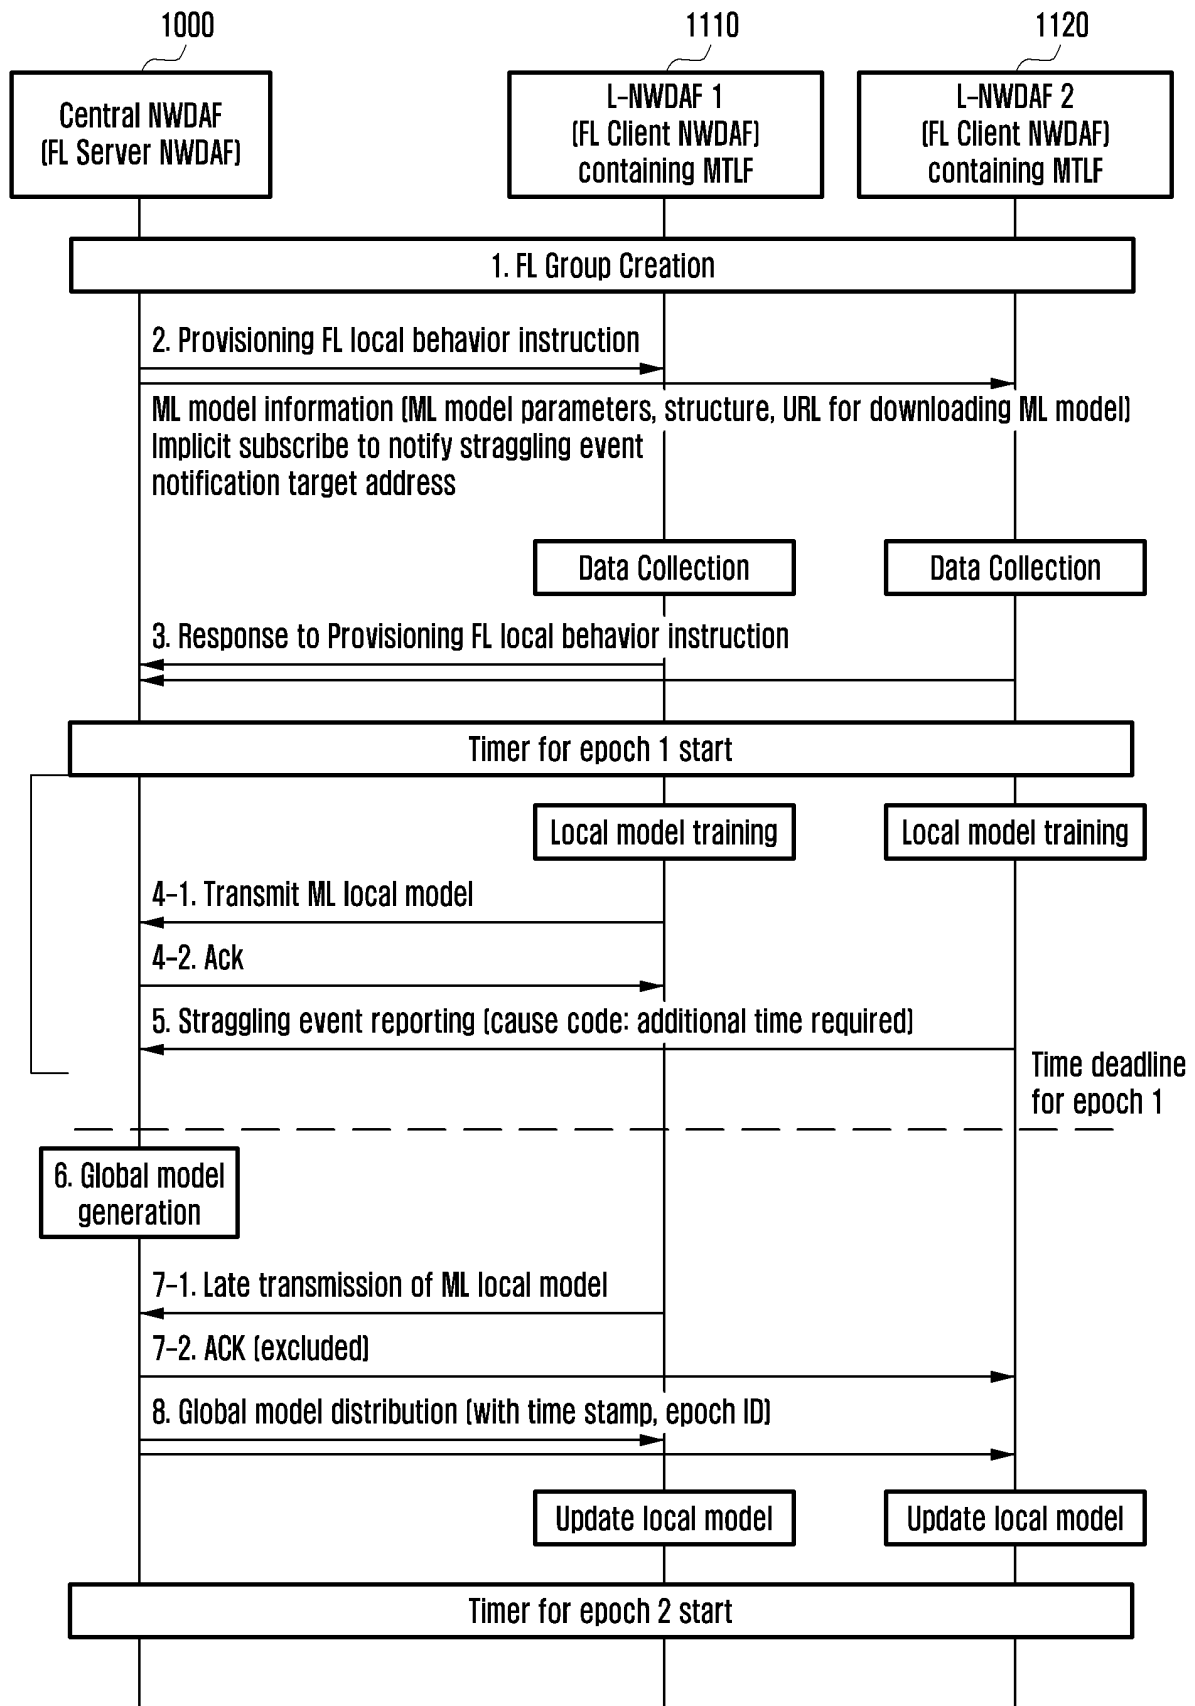 1000
1110
1120
Central NWDAF
(FL Server NWDAF)
L-NWDAF 1
(FL Client NWDAF)
containing MTLF
L-NWDAF 2
(FL Client NWDAF)
containing MTLF
1. FL Group Creation
2. Provisioning FL local behavior instruction
ML model information (ML model parameters, structure, URL for downloading ML model)
Implicit subscribe to notify straggling event
notification target address
Data Collection
Data Collection
3. Response to Provisioning FL local behavior instruction
Timer for epoch 1 start
Local model training
Local model training
4-1. Transmit ML local model
4-2. Ack
5. Straggling event reporting (cause code: additional time required)
Time deadline
for epoch 1
6. Global model
generation
7-1. Late transmission of ML local model
7-2. ACK (excluded)
8. Global model distribution (with time stamp, epoch ID)
Update local model
Update local model
Timer for epoch 2 start